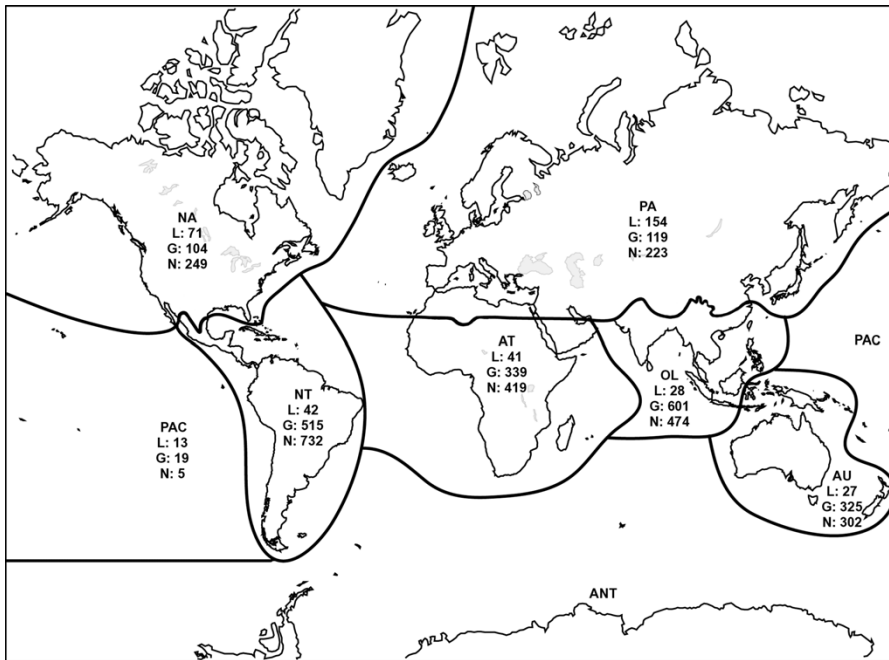 NA
L: 71
G: 104
N: 249
PA
L: 154
G: 119
N: 223
AT
L: 41
G: 339
N: 419
OL
L: 28
G: 601
N: 474
PAC
NT
L: 42
G: 515
N: 732
PAC
L: 13
G: 19
N: 5
AU
L: 27
G: 325
N: 302
ANT